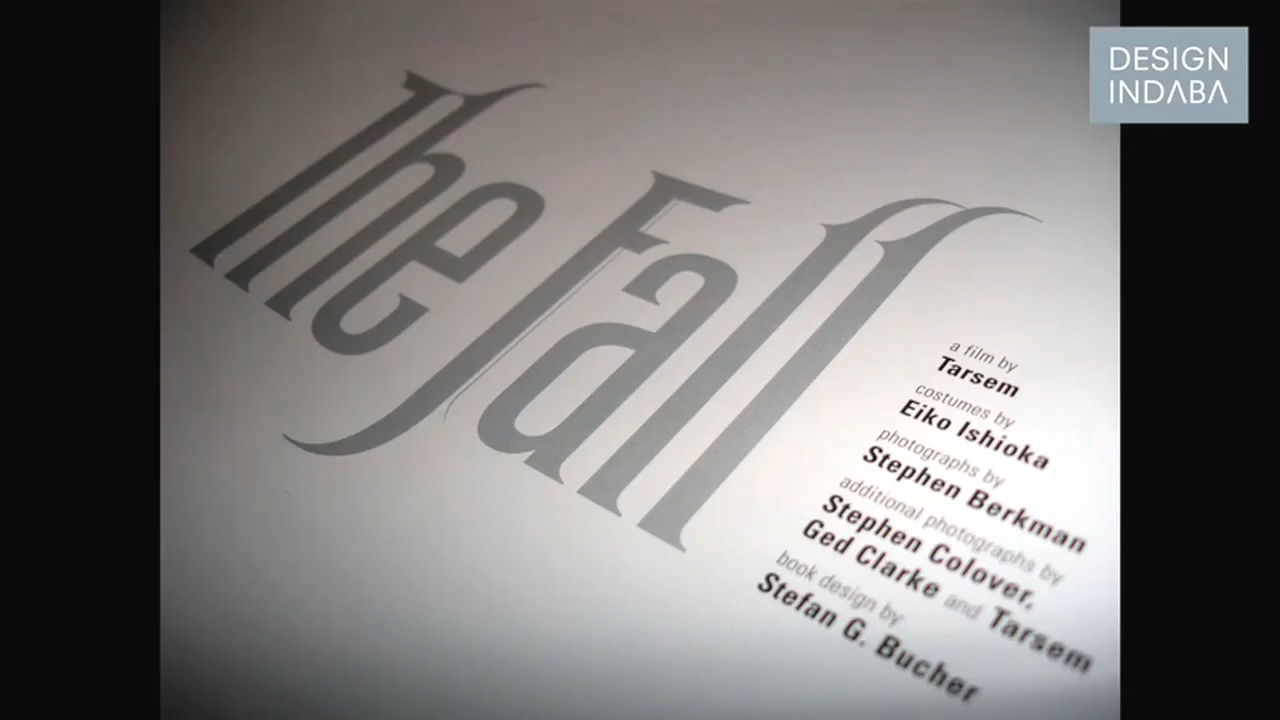 The Fall
a film by
Tarsem
costumes by
Eiko Ishioka
photographs by
Stephen Berkman
additional photographs by
Stephen Colover,
Ged Clarke and Tarsem
book design by
Stefan G. Bucher
DESIGN
INDABA